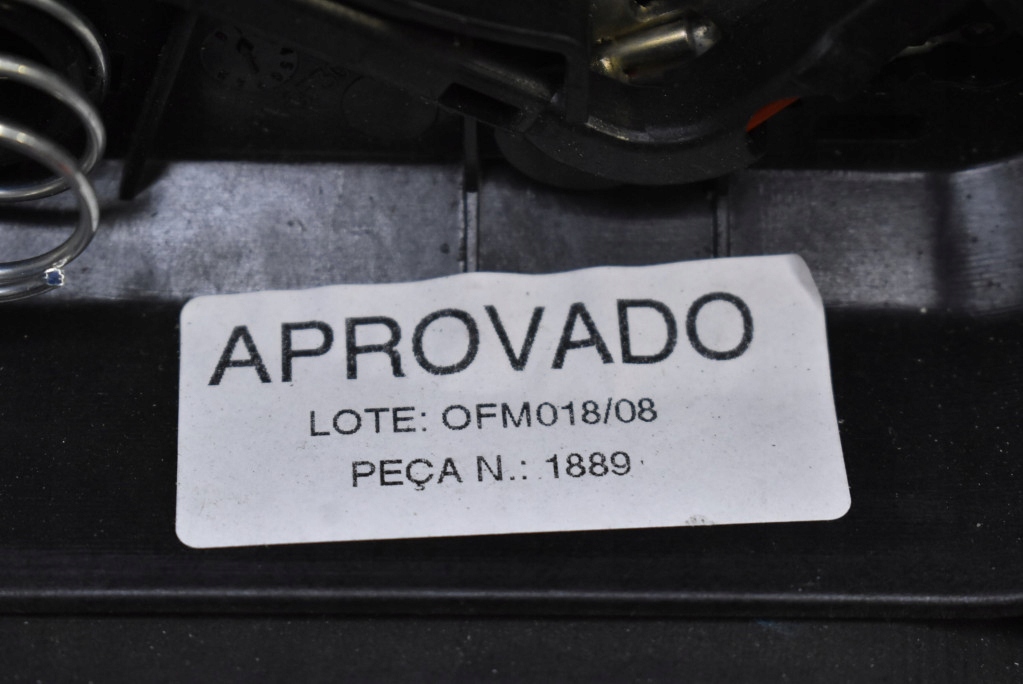 APROVADO
LOTE: OFM018/08
PEÇA N.: 1889